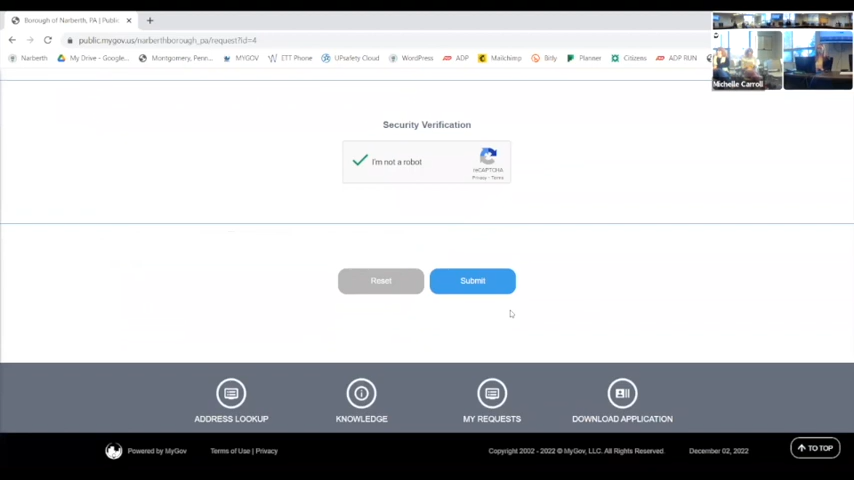 Borough of Narberth, PA | Public
public.mygov.us/narberthborough_pa/request?id=4
Narberth My Drive - Google... Montgomery, Penn... MYGOV ETT Phone UPsafety Cloud WordPress ADP Mailchimp Bitly Planner Citizens ADP RUN
Michelle Carroll
Security Verification
I'm not a robot
reCAPTCHA
Privacy - Terms
Reset Submit
ADDRESS LOOKUP KNOWLEDGE MY REQUESTS DOWNLOAD APPLICATION
Powered by MyGov Terms of Use | Privacy Copyright 2002 - 2022 © MyGov, LLC. All Rights Reserved. December 02, 2022 TO TOP